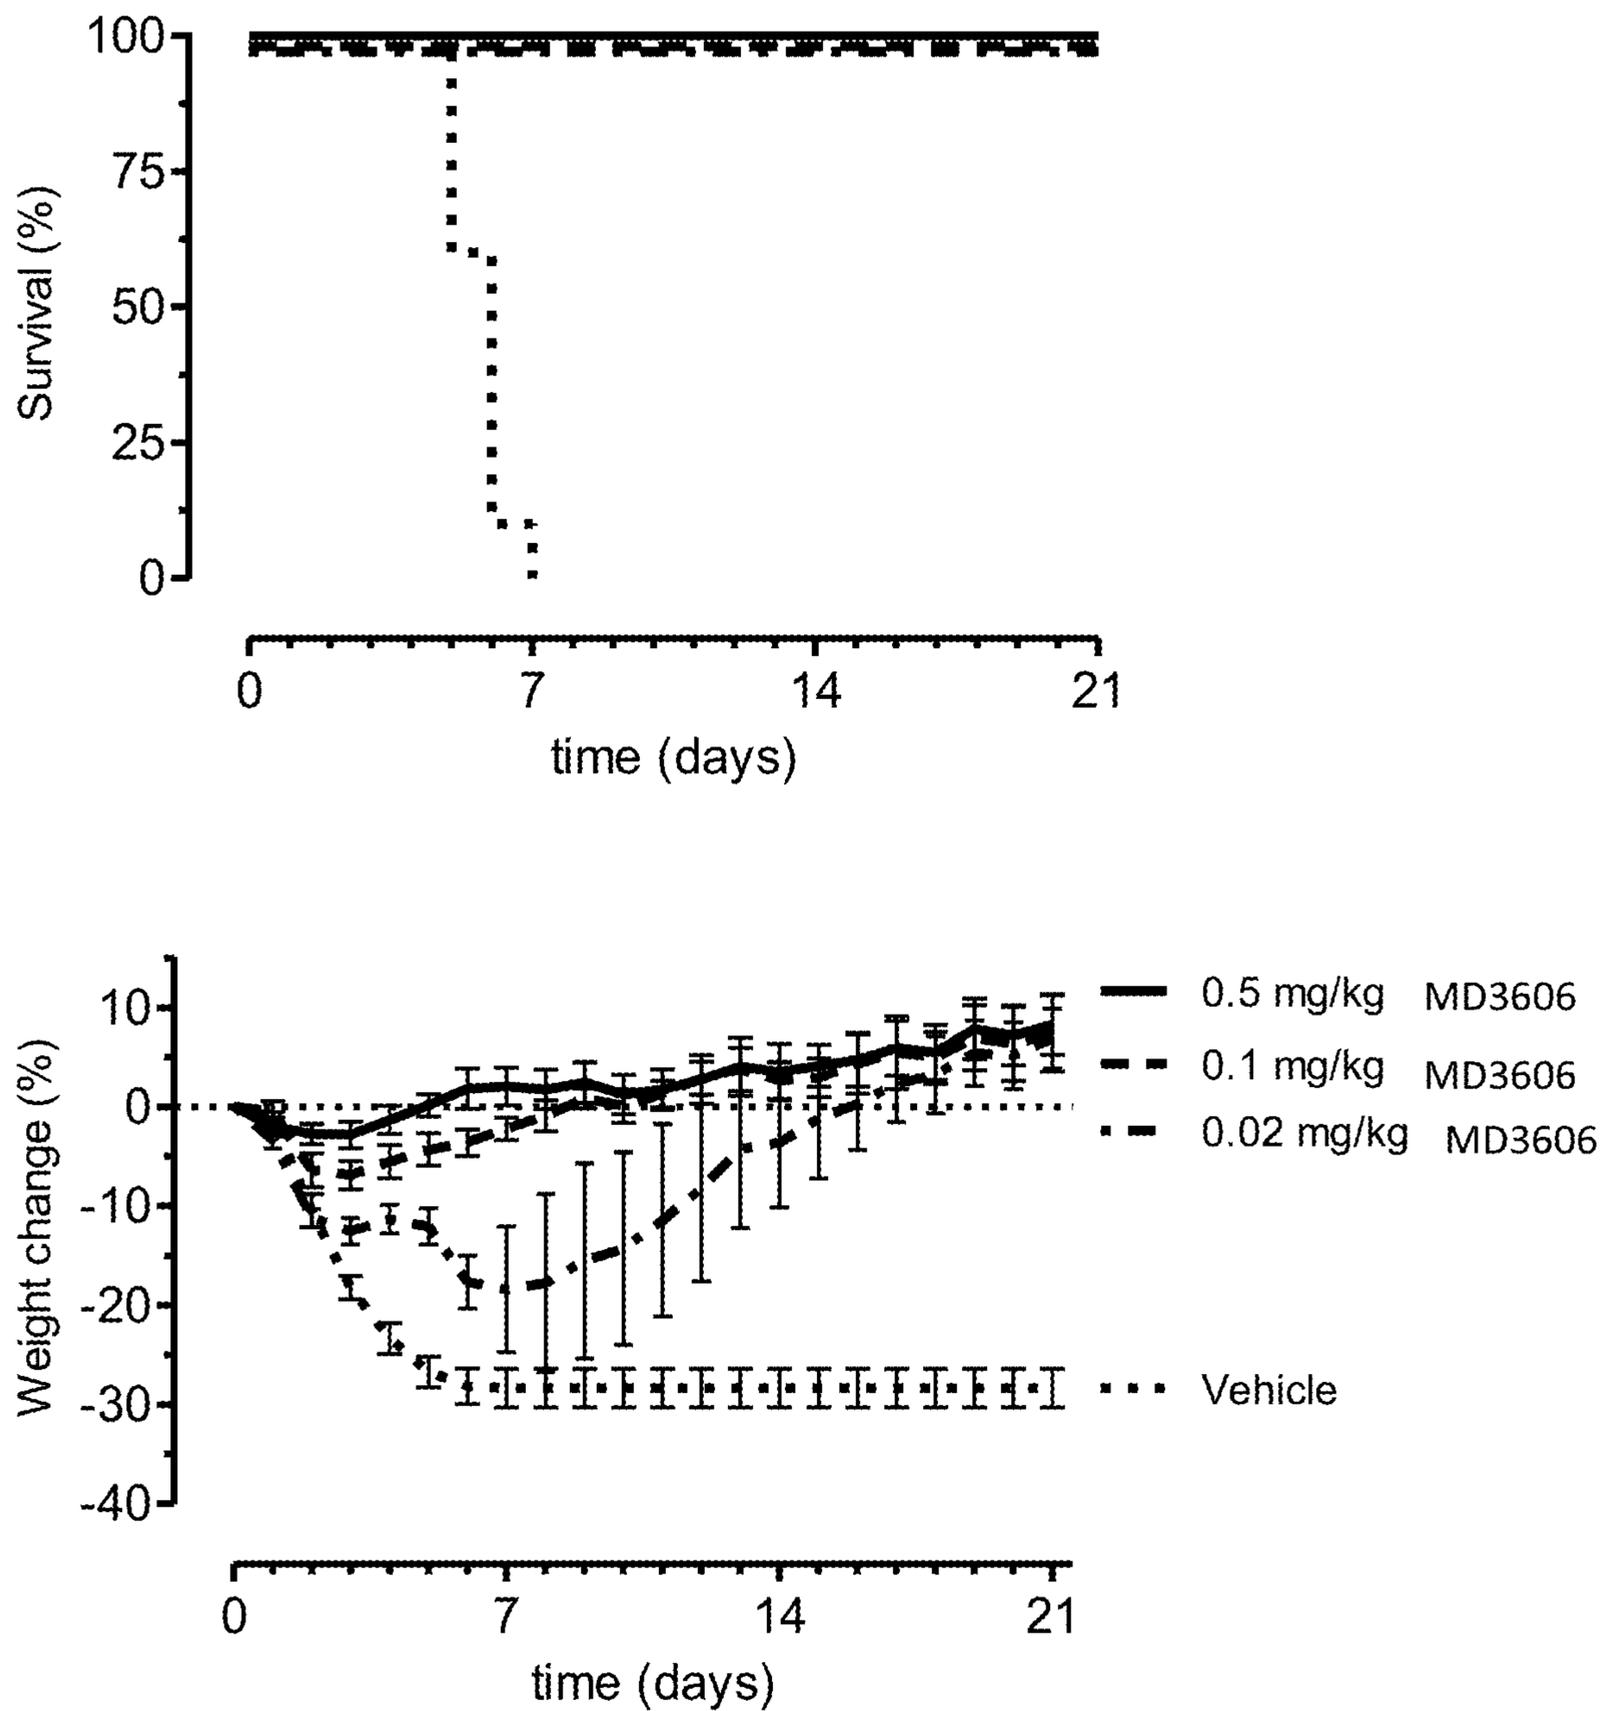 100
75
50
25
0
Survival (%)
0 7 14 21
time (days)
10
0
-10
-20
-30
-40
Weight change (%)
0.5 mg/kg MD3606
0.1 mg/kg MD3606
0.02 mg/kg MD3606
Vehicle
0 7 14 21
time (days)